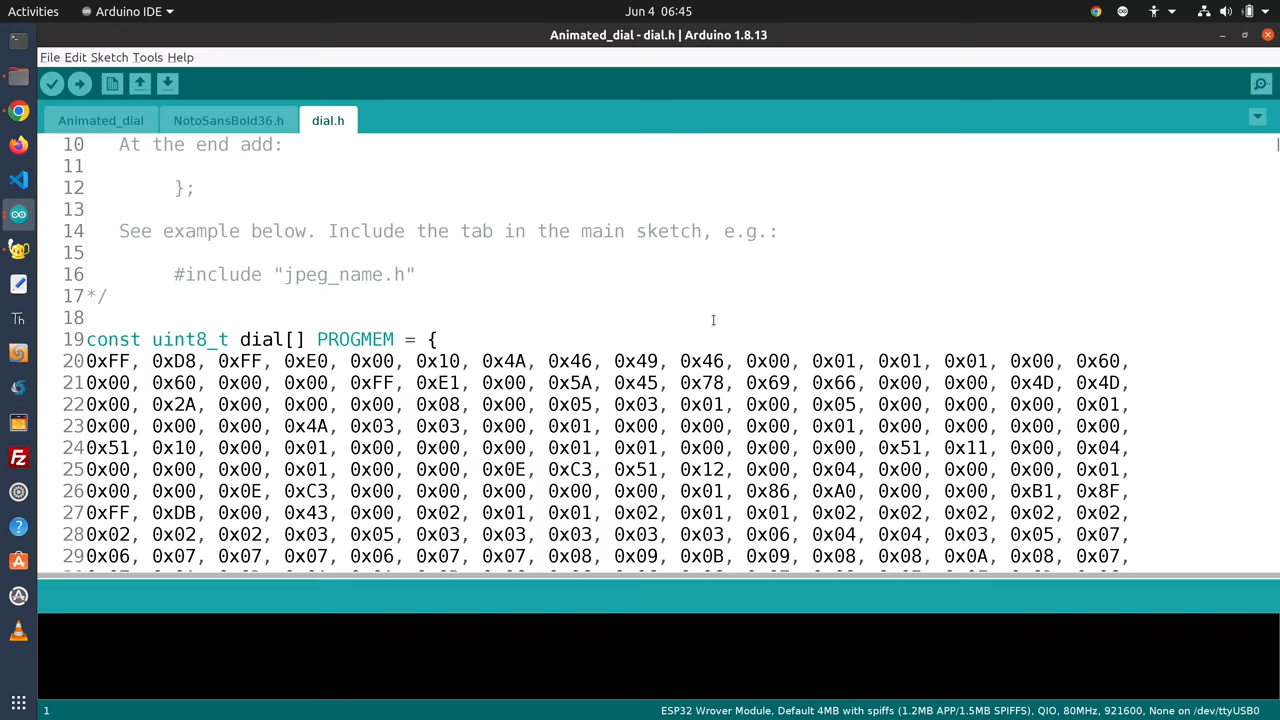 Activities
Arduino IDE
Jun 4 06:45
Animated_dial - dial.h | Arduino 1.8.13
File Edit Sketch Tools Help
Animated_dial
NotoSansBold36.h
dial.h
10 At the end add:
11
12 };
13
14 See example below. Include the tab in the main sketch, e.g.:
15
16 #include "jpeg_name.h"
17 */
18
19 const uint8_t dial[] PROGMEM = {
20 0xFF, 0xD8, 0xFF, 0xE0, 0x00, 0x10, 0x4A, 0x46, 0x49, 0x46, 0x00, 0x01, 0x01, 0x01, 0x00, 0x60,
21 0x00, 0x60, 0x00, 0x00, 0xFF, 0xE1, 0x00, 0x5A, 0x45, 0x78, 0x69, 0x66, 0x00, 0x00, 0x4D, 0x4D,
22 0x00, 0x2A, 0x00, 0x00, 0x00, 0x08, 0x00, 0x05, 0x03, 0x01, 0x00, 0x05, 0x00, 0x00, 0x00, 0x01,
23 0x00, 0x00, 0x00, 0x4A, 0x03, 0x03, 0x00, 0x01, 0x00, 0x00, 0x00, 0x01, 0x00, 0x00, 0x00, 0x00,
24 0x51, 0x10, 0x00, 0x01, 0x00, 0x00, 0x00, 0x01, 0x01, 0x00, 0x00, 0x00, 0x51, 0x11, 0x00, 0x04,
25 0x00, 0x00, 0x00, 0x01, 0x00, 0x00, 0x0E, 0xC3, 0x51, 0x12, 0x00, 0x04, 0x00, 0x00, 0x00, 0x01,
26 0x00, 0x00, 0x0E, 0xC3, 0x00, 0x00, 0x00, 0x00, 0x00, 0x01, 0x86, 0xA0, 0x00, 0x00, 0xB1, 0x8F,
27 0xFF, 0xDB, 0x00, 0x43, 0x00, 0x02, 0x01, 0x01, 0x02, 0x01, 0x01, 0x02, 0x02, 0x02, 0x02, 0x02,
28 0x02, 0x02, 0x02, 0x03, 0x05, 0x03, 0x03, 0x03, 0x03, 0x03, 0x06, 0x04, 0x04, 0x03, 0x05, 0x07,
29 0x06, 0x07, 0x07, 0x07, 0x06, 0x07, 0x07, 0x08, 0x09, 0x0B, 0x09, 0x08, 0x08, 0x0A, 0x08, 0x07,
Th
Fz
1
ESP32 Wrover Module, Default 4MB with spiffs (1.2MB APP/1.5MB SPIFFS), QIO, 80MHz, 921600, None on /dev/ttyUSB0